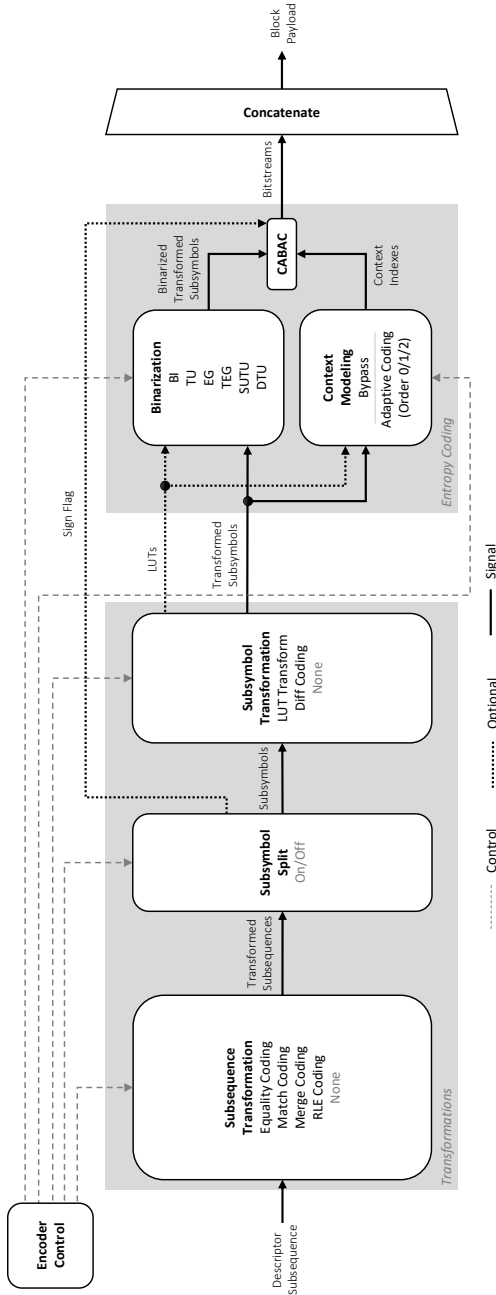 Encoder
Control
Descriptor
Subsequence
Subsequence
Transformation
Equality Coding
Match Coding
Merge Coding
RLE Coding
None
Transformations
Transformed
Subsequences
Subsymbol
Split
On/Off
Subsymbols
Sign Flag
Subsymbol
Transformation
LUT Transform
Diff Coding
None
LUTs
Transformed
Subsymbols
Binarization
BI
TU
EG
TEG
SUTU
DTU
Context
Modeling
Bypass
Adaptive Coding
(Order 0/1/2)
Entropy Coding
Binarized
Transformed
Subsymbols
Context
Indexes
CABAC
Bitstreams
Concatenate
Block
Payload
Control
Optional
Signal